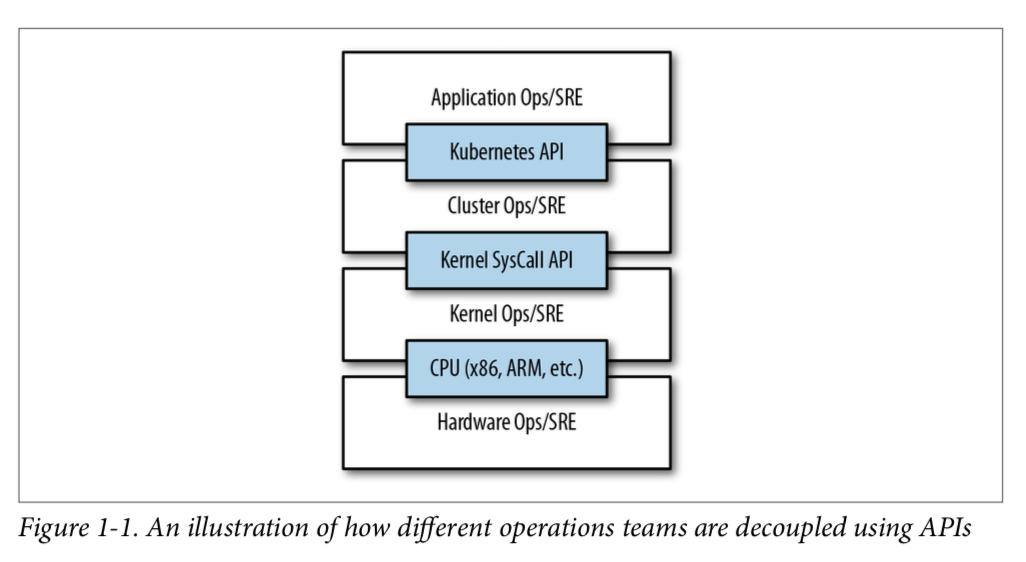 Application Ops/SRE
Kubernetes API
Cluster Ops/SRE
Kernel SysCall API
Kernel Ops/SRE
CPU (x86, ARM, etc.)
Hardware Ops/SRE
Figure 1-1. An illustration of how different operations teams are decoupled using APIs